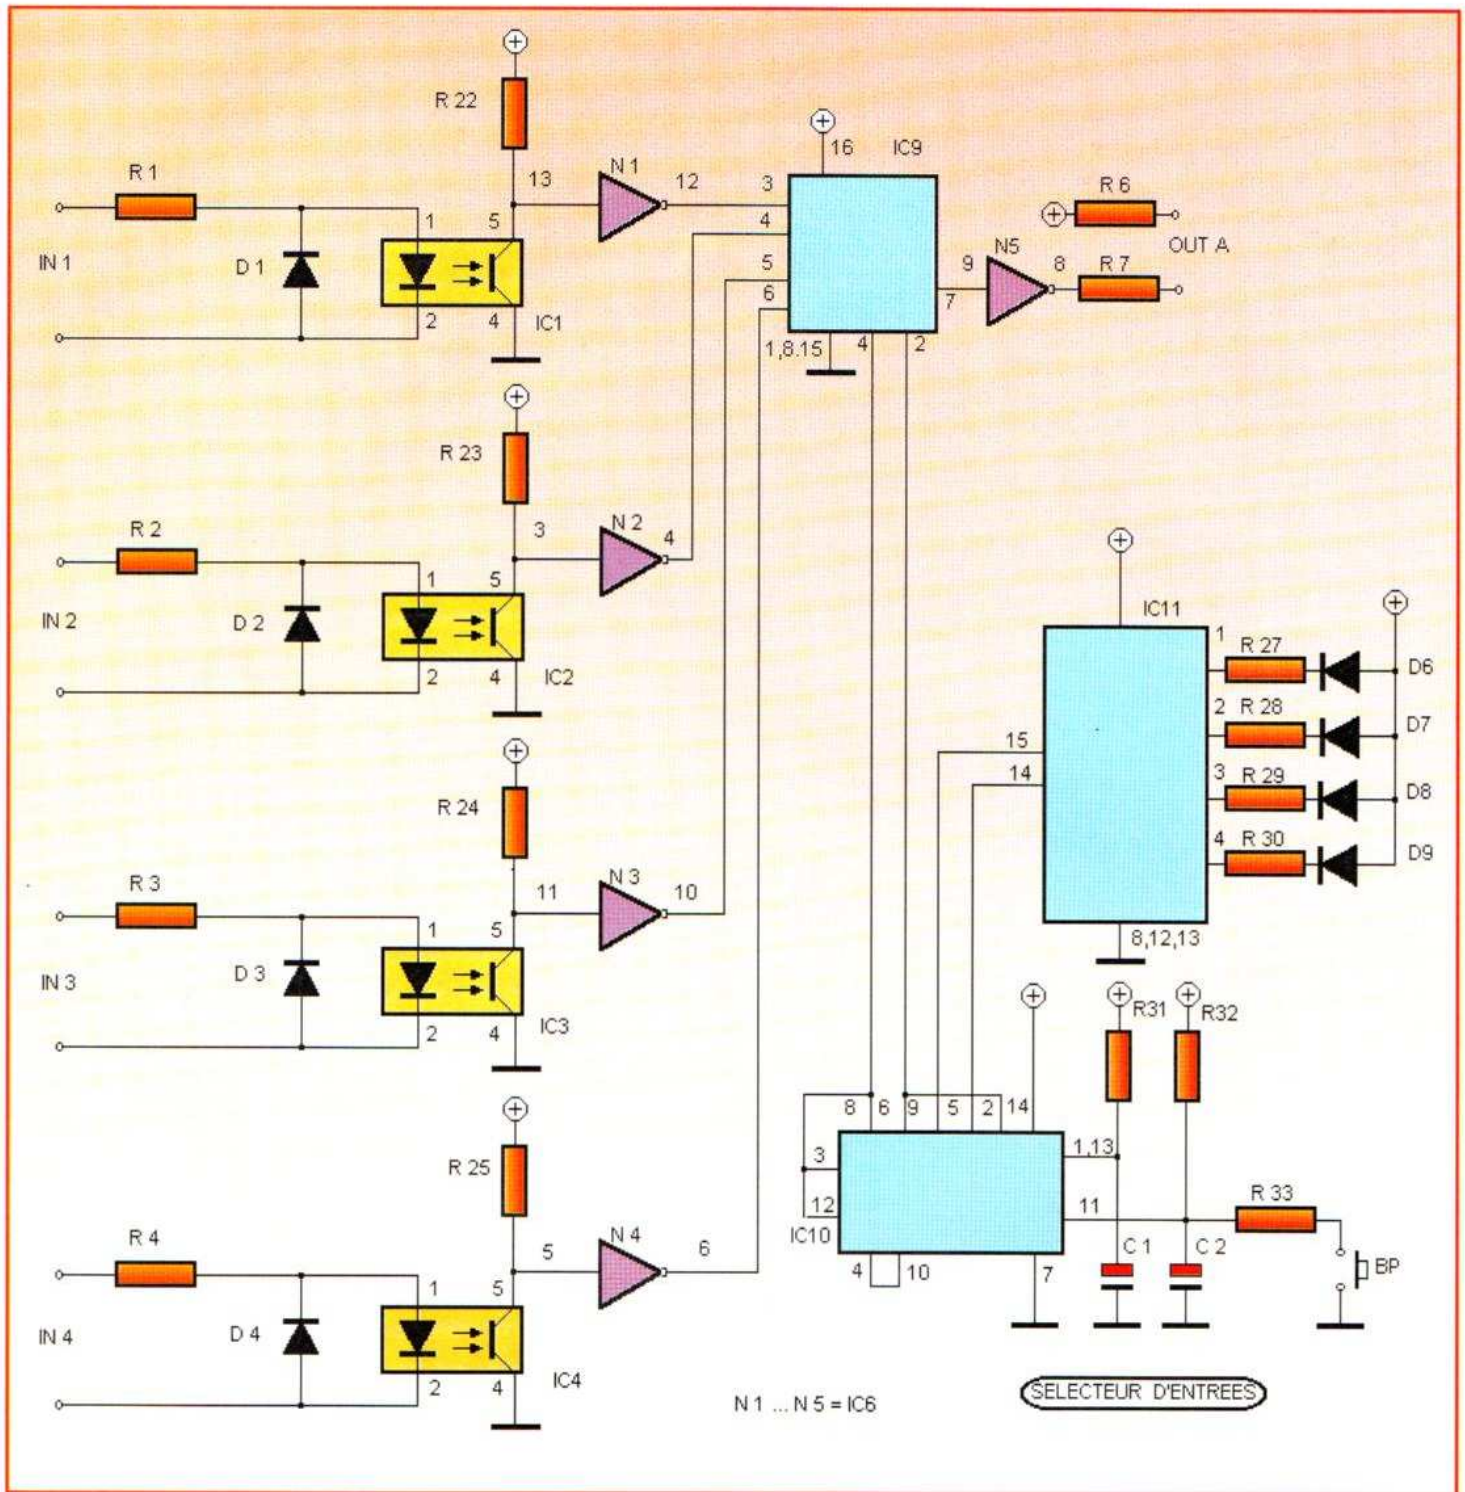 R 22
R 1
N 1
13
12
1
5
IN 1
D 1
2
4
IC1
16
IC9
3
4
5
6
7
1,8.15
4
2
R 6
OUT A
N5
9
8
R 7
R 23
R 2
N 2
3
4
1
5
IN 2
D 2
2
4
IC2
R 24
R 3
N 3
11
10
1
5
IN 3
D 3
2
4
IC3
R 25
R 4
N 4
5
6
1
5
IN 4
D 4
2
4
IC4
IC11
1
R 27
D6
2
R 28
D7
15
14
3
R 29
D8
4
R 30
D9
8,12,13
R31
R32
8
6
9
5
2
14
3
1,13
12
11
R 33
IC10
4
10
7
C 1
C 2
BP
N 1 ... N 5 = IC6
SELECTEUR D'ENTREES